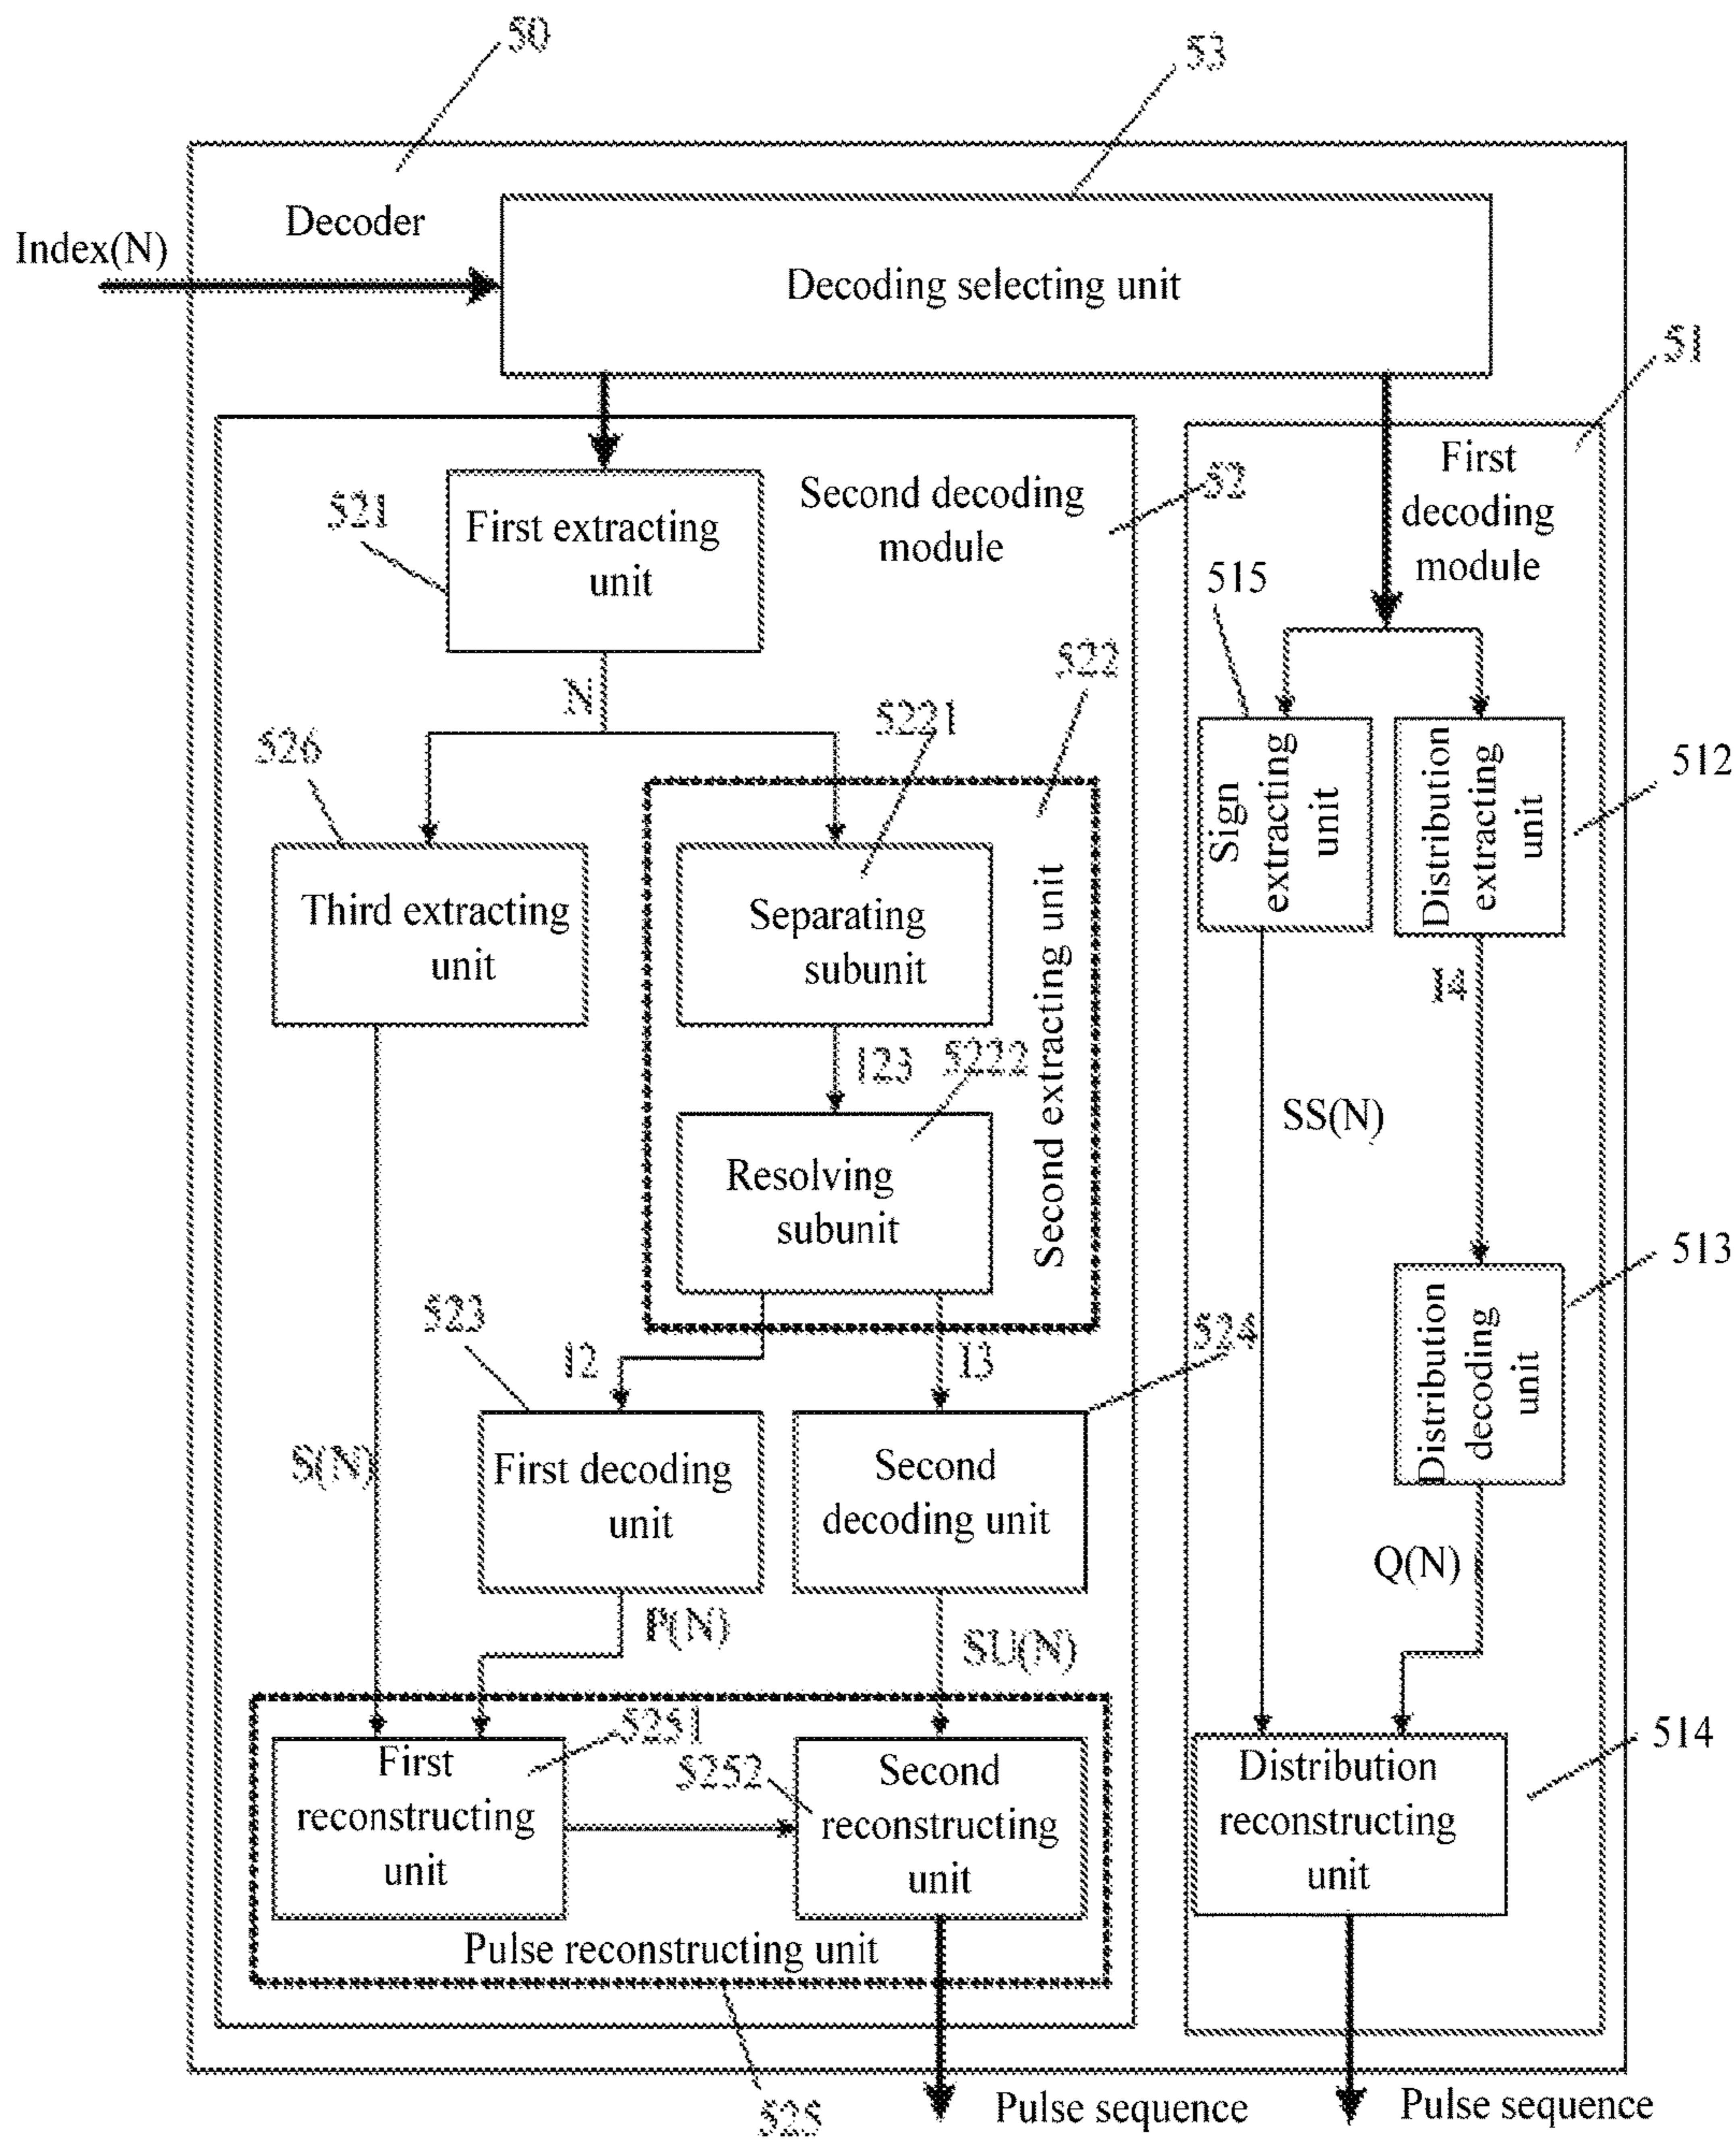 50
53
Decoder
Index(N)
Decoding selecting unit
51
First
decoding
module
Second decoding
module
52
521
First extracting
unit
515
522
N
5221
526
512
Sign
extracting
unit
Distribution
extracting
unit
Third extracting
unit
Separating
subunit
Second extracting unit
I4
I23
5222
SS(N)
Resolving
subunit
513
523
524
I2
I3
Distribution
decoding
unit
S(N)
First decoding
unit
Second
decoding unit
Q(N)
P(N)
SU(N)
5251
514
First
reconstructing
unit
5252
Second
reconstructing
unit
Distribution
reconstructing
unit
Pulse reconstructing unit
525
Pulse sequence
Pulse sequence